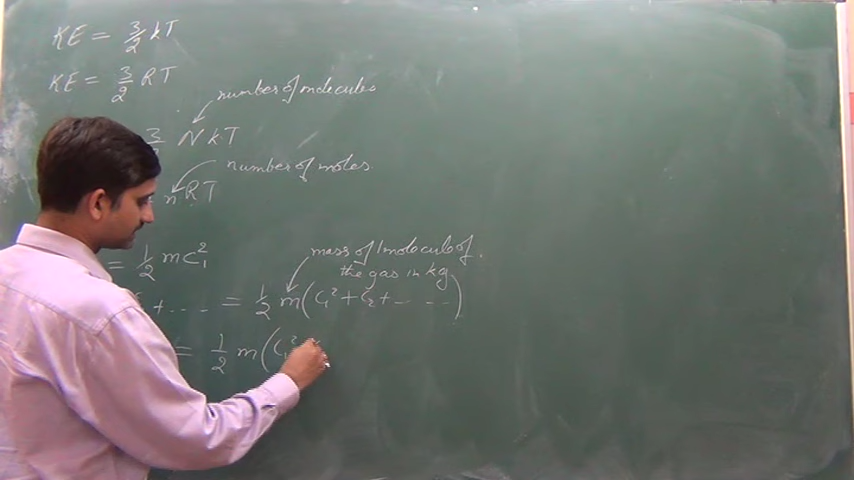 KE = 3/2 kT
KE = 3/2 RT
number of molecules
3/2 N kT
number of moles.
n RT
= 1/2 m C₁²
mass of 1 molecule of
the gas in kg
+ ---- = 1/2 m (C₁² + C₂ + -- -- --)
= 1/2 m (C₁²